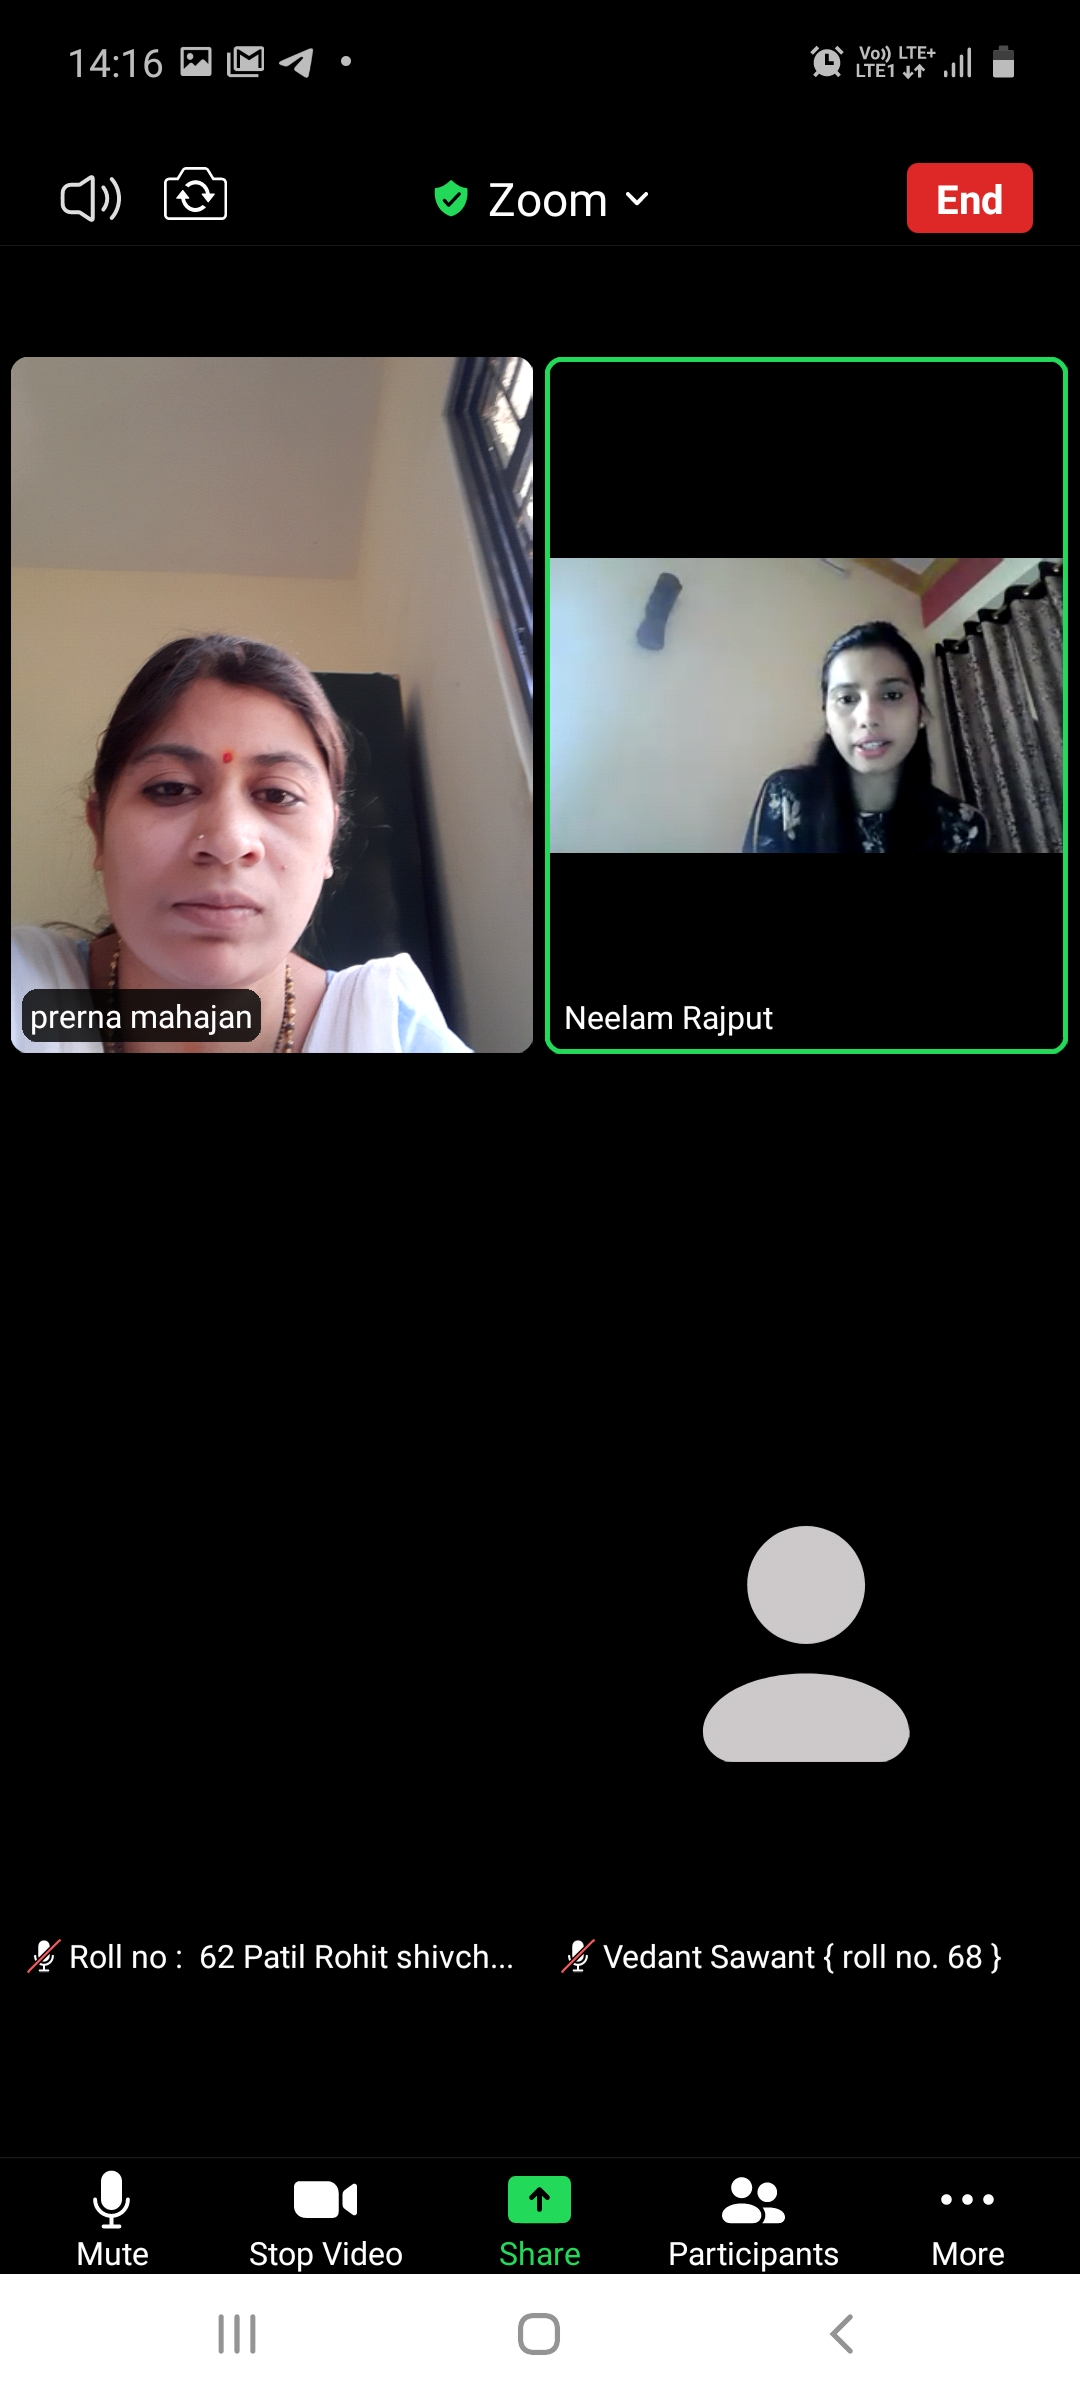 14:16
Vo)) LTE+
LTE1
Zoom
End
prerna mahajan
Neelam Rajput
Roll no :  62 Patil Rohit shivch...
Vedant Sawant { roll no. 68 }
Mute
Stop Video
Share
Participants
More